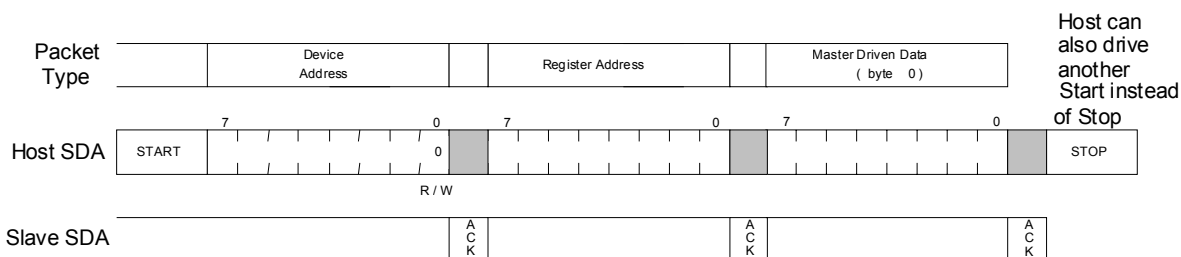 Host can
also drive
another
Start instead
of Stop
Packet
Type
Device
Address
Register Address
Master Driven Data
( byte 0 )
7 0 7 0 7 0
Host SDA START 0 STOP
R / W
Slave SDA
A
C
K
A
C
K
A
C
K